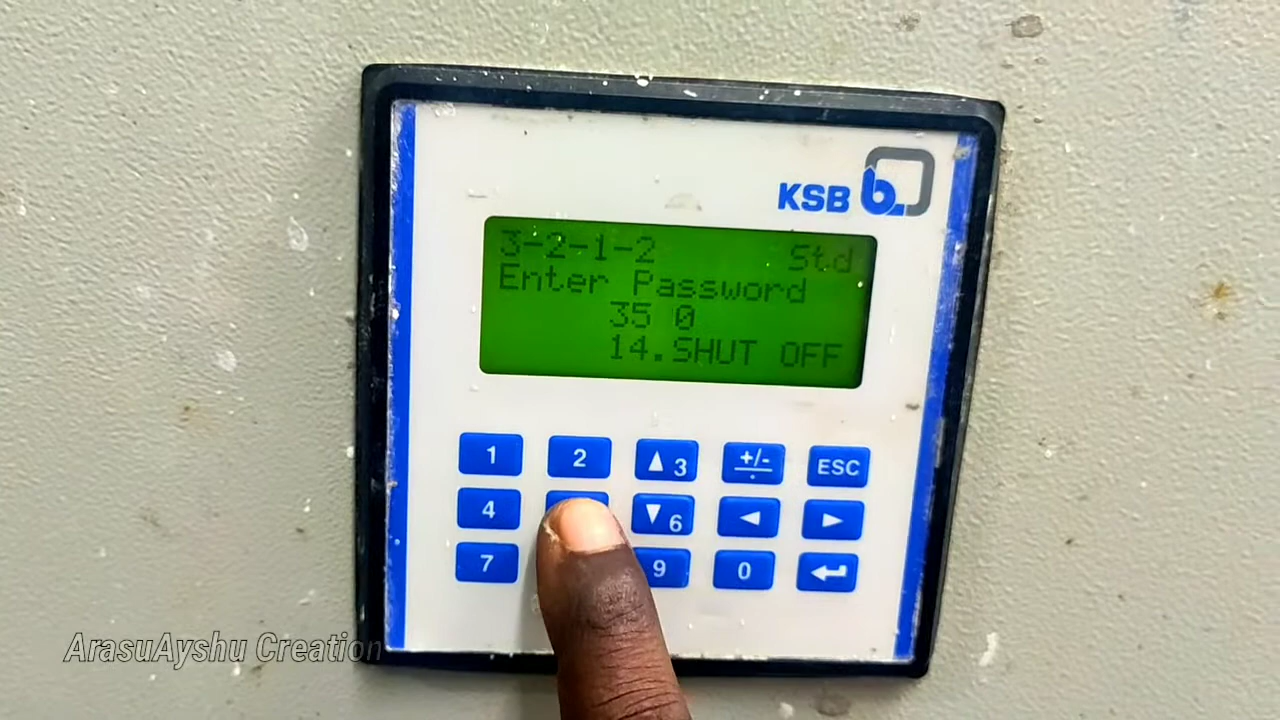 KSB b.
3-2-1-2 Std
Enter Password
35 0
14.SHUT OFF
1 2 ▲3 +/- . ESC
4 ▼6 ◀ ▶
7 9 0 ↵
ArasuAyshu Creation